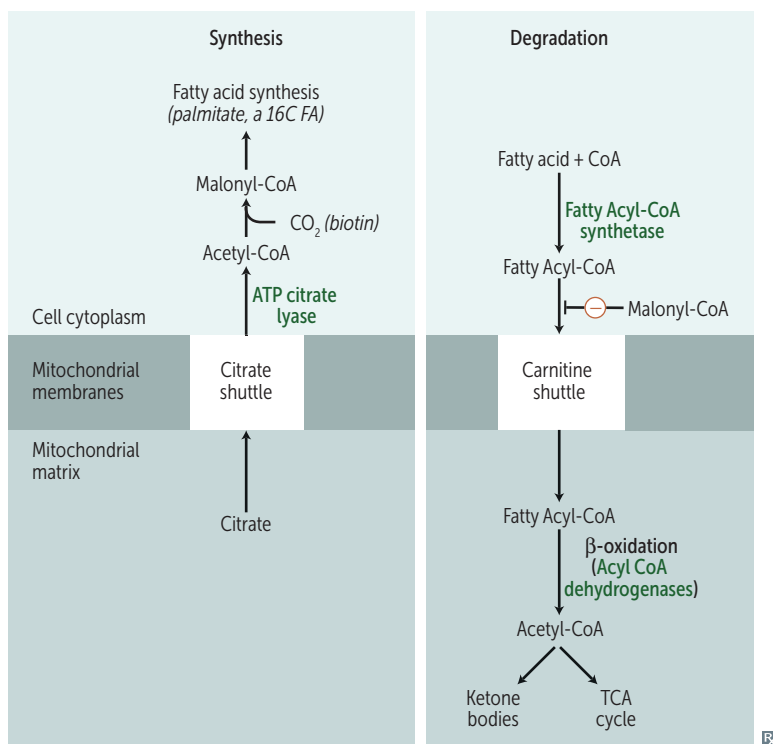 Synthesis
Fatty acid synthesis
(palmitate, a 16C FA)
Malonyl-CoA
CO2 (biotin)
Acetyl-CoA
ATP citrate
lyase
Cell cytoplasm
Mitochondrial
membranes
Citrate
shuttle
Mitochondrial
matrix
Citrate
Degradation
Fatty acid + CoA
Fatty Acyl-CoA
synthetase
Fatty Acyl-CoA
−
Malonyl-CoA
Carnitine
shuttle
Fatty Acyl-CoA
β-oxidation
(Acyl CoA
dehydrogenases)
Acetyl-CoA
Ketone
bodies
TCA
cycle